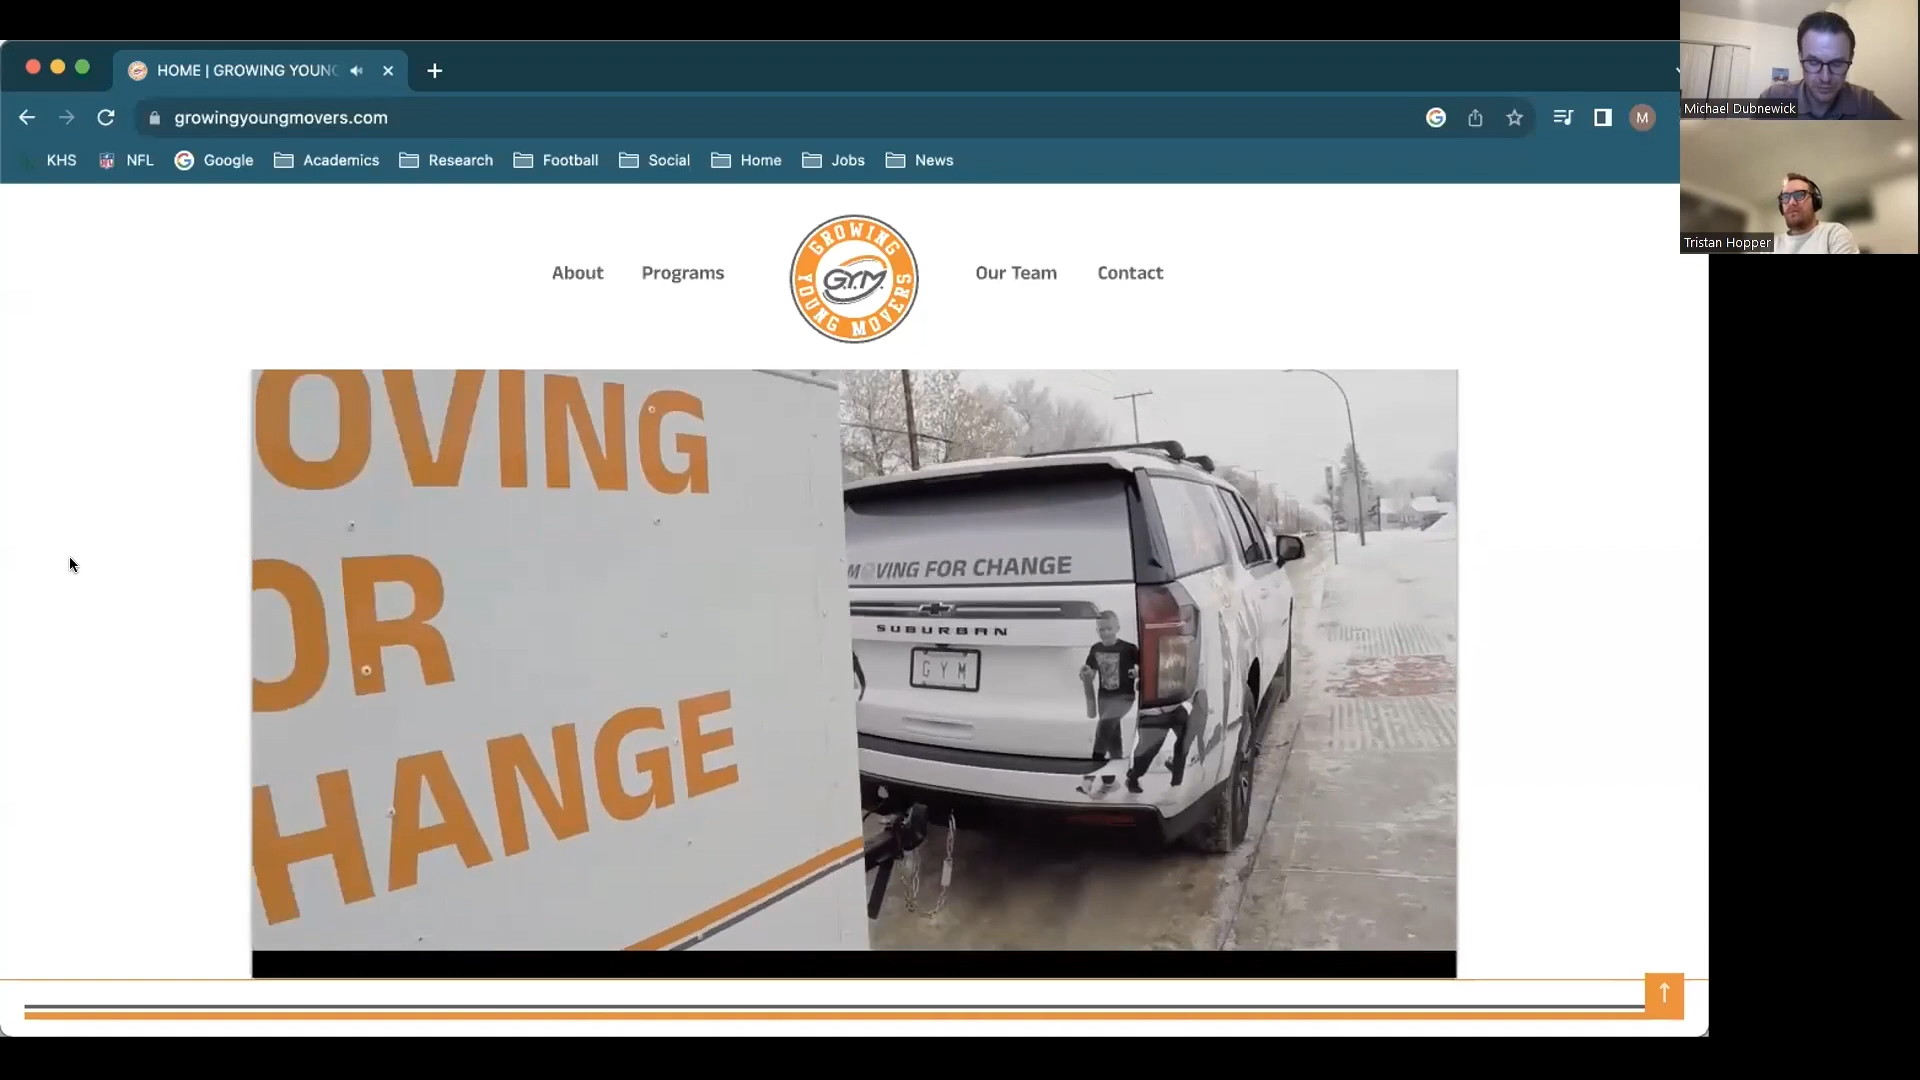 HOME | GROWING YOUNG
growingyoungmovers.com
M
KHS
NFL
Google
Academics
Research
Football
Social
Home
Jobs
News
Michael Dubnewick
Tristan Hopper
About
Programs
GROWING
G.Y.M.
YOUNG MOVERS
Our Team
Contact
OVING
OR
HANGE
MOVING FOR CHANGE
SUBURBAN
GYM